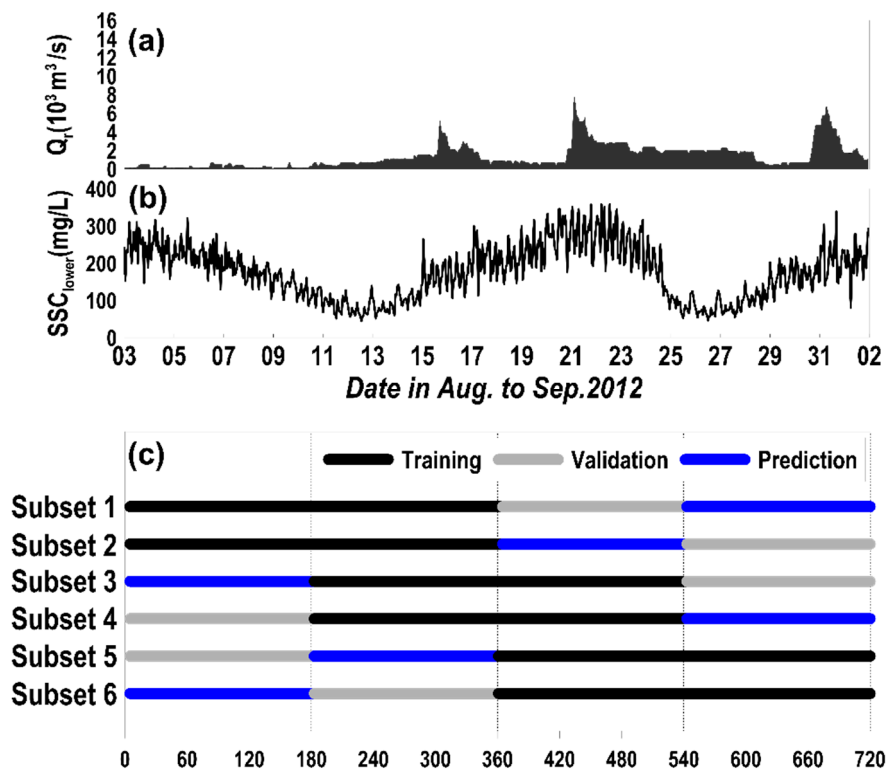 (a)
16
14
12
10
8
6
4
2
0
Qr(10³ m³/s)
(b)
400
300
200
100
0
SSClower(mg/L)
03 05 07 09 11 13 15 17 19 21 23 25 27 29 31 02
Date in Aug. to Sep.2012
(c)
Training Validation Prediction
Subset 1
Subset 2
Subset 3
Subset 4
Subset 5
Subset 6
0 60 120 180 240 300 360 420 480 540 600 660 720